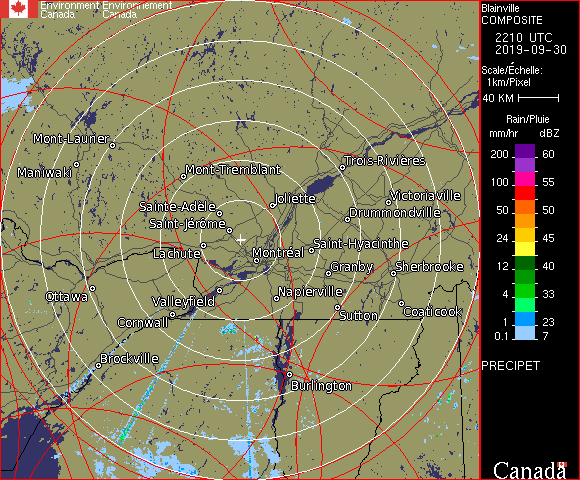 Environment Environnement
Canada Canada
Blainville
COMPOSITE
2210 UTC
2019-09-30
Scale/Échelle:
1km/Pixel
40 KM
Rain/Pluie
mm/hr dBZ
200 60
100 55
50 50
24 45
12 40
4 33
1 23
0.1 7
PRECIPET
Mont-Laurier
Maniwaki
Mont-Tremblant
Trois-Rivières
Joliette
Victoriaville
Sainte-Adèle
Drummondville
Saint-Jérôme
Lachute
Montréal
Saint-Hyacinthe
Granby
Sherbrooke
Ottawa
Valleyfield
Napierville
Cornwall
Sutton
Coaticook
Brockville
Burlington
Canada